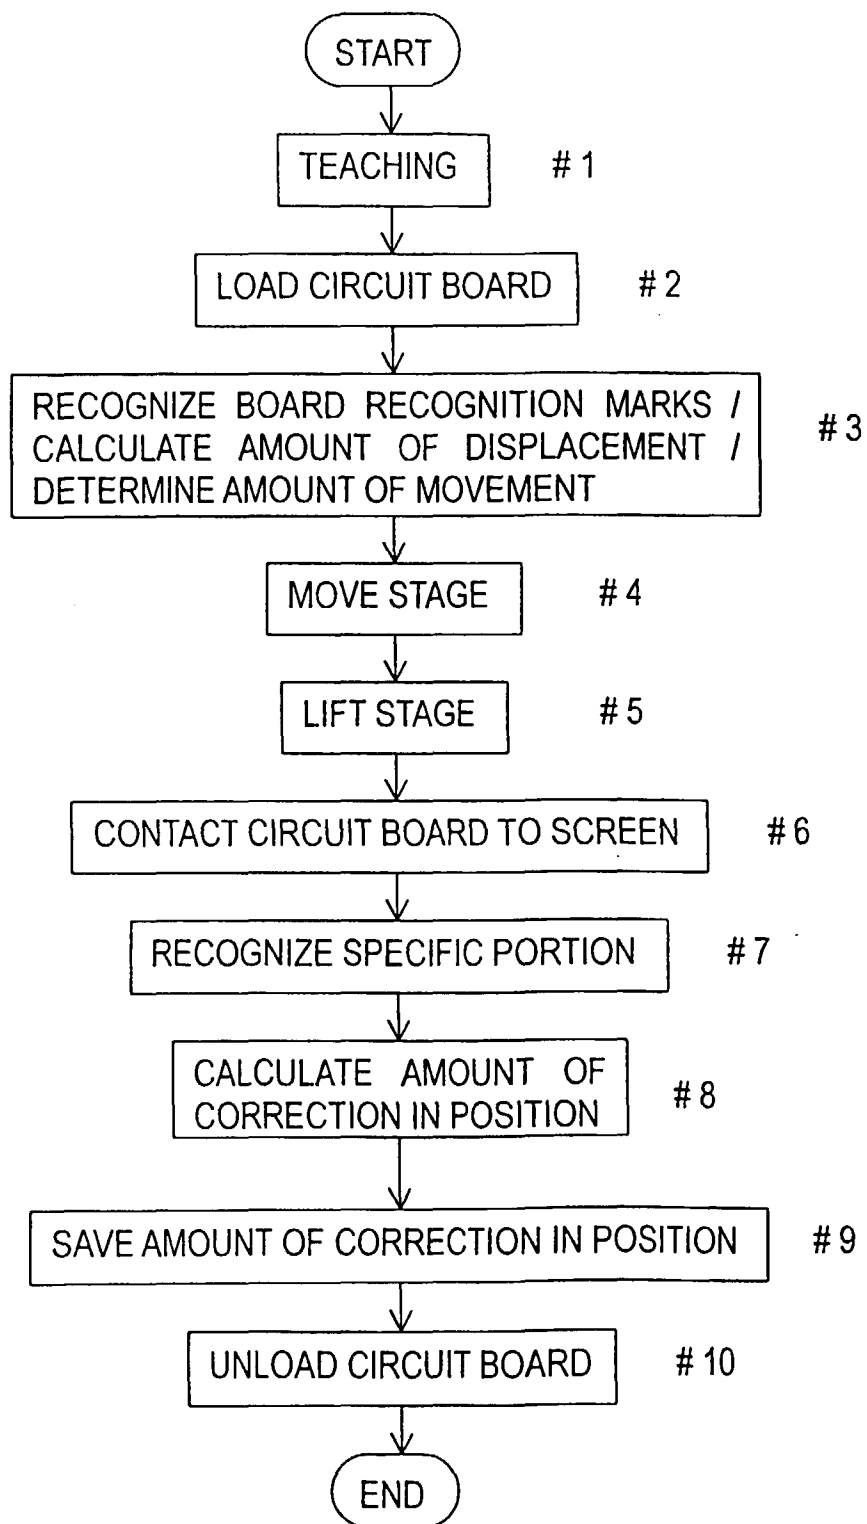 START
TEACHING # 1
LOAD CIRCUIT BOARD # 2
RECOGNIZE BOARD RECOGNITION MARKS /
CALCULATE AMOUNT OF DISPLACEMENT / # 3
DETERMINE AMOUNT OF MOVEMENT
MOVE STAGE # 4
LIFT STAGE # 5
CONTACT CIRCUIT BOARD TO SCREEN # 6
RECOGNIZE SPECIFIC PORTION # 7
CALCULATE AMOUNT OF
CORRECTION IN POSITION # 8
SAVE AMOUNT OF CORRECTION IN POSITION # 9
UNLOAD CIRCUIT BOARD # 10
END